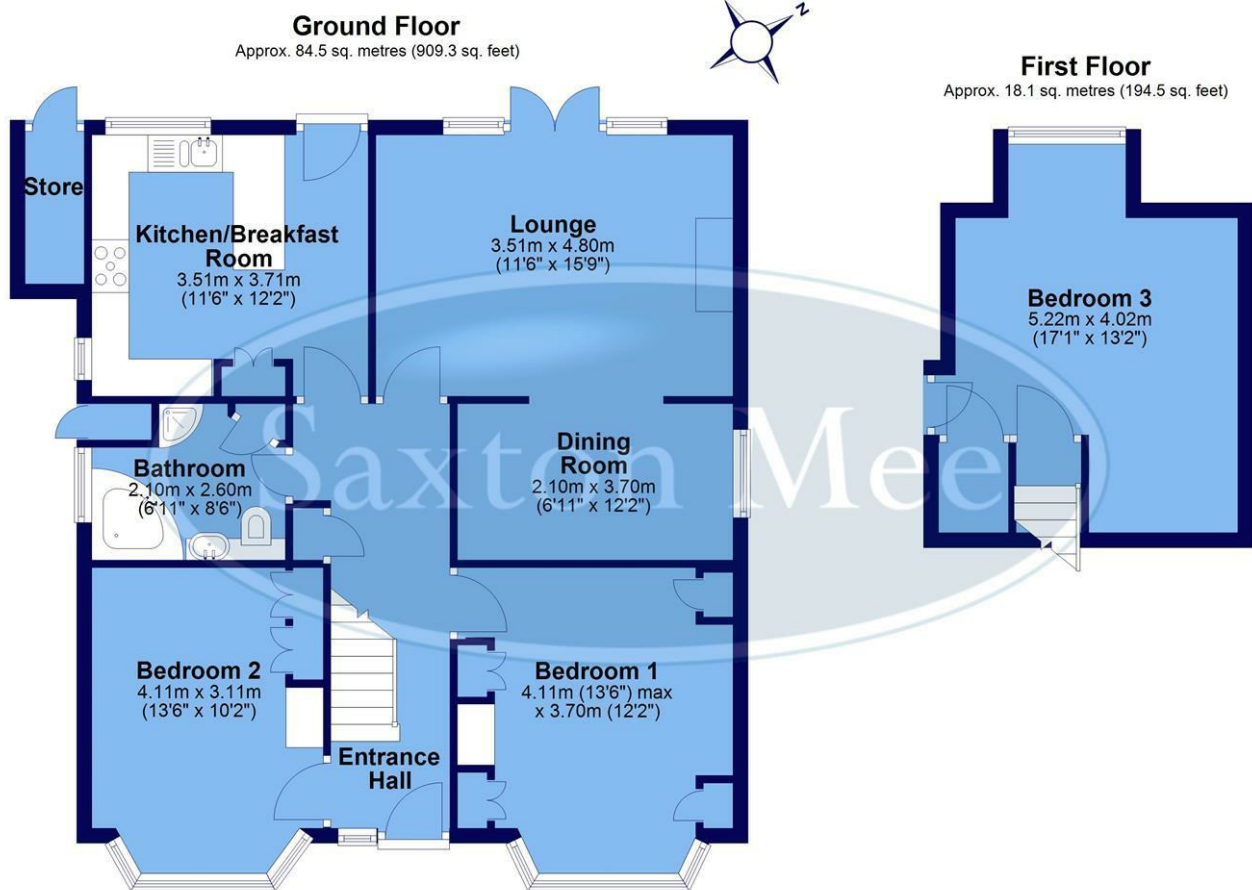 Ground Floor
Approx. 84.5 sq. metres (909.3 sq. feet)
N
First Floor
Approx. 18.1 sq. metres (194.5 sq. feet)
Store
Kitchen/Breakfast
Room
3.51m x 3.71m
(11'6" x 12'2")
Lounge
3.51m x 4.80m
(11'6" x 15'9")
Bedroom 3
5.22m x 4.02m
(17'1" x 13'2")
Bathroom
2.10m x 2.60m
(6'11" x 8'6")
Dining
Room
2.10m x 3.70m
(6'11" x 12'2")
Saxton Mee
Bedroom 2
4.11m x 3.11m
(13'6" x 10'2")
Bedroom 1
4.11m (13'6") max
x 3.70m (12'2")
Entrance
Hall